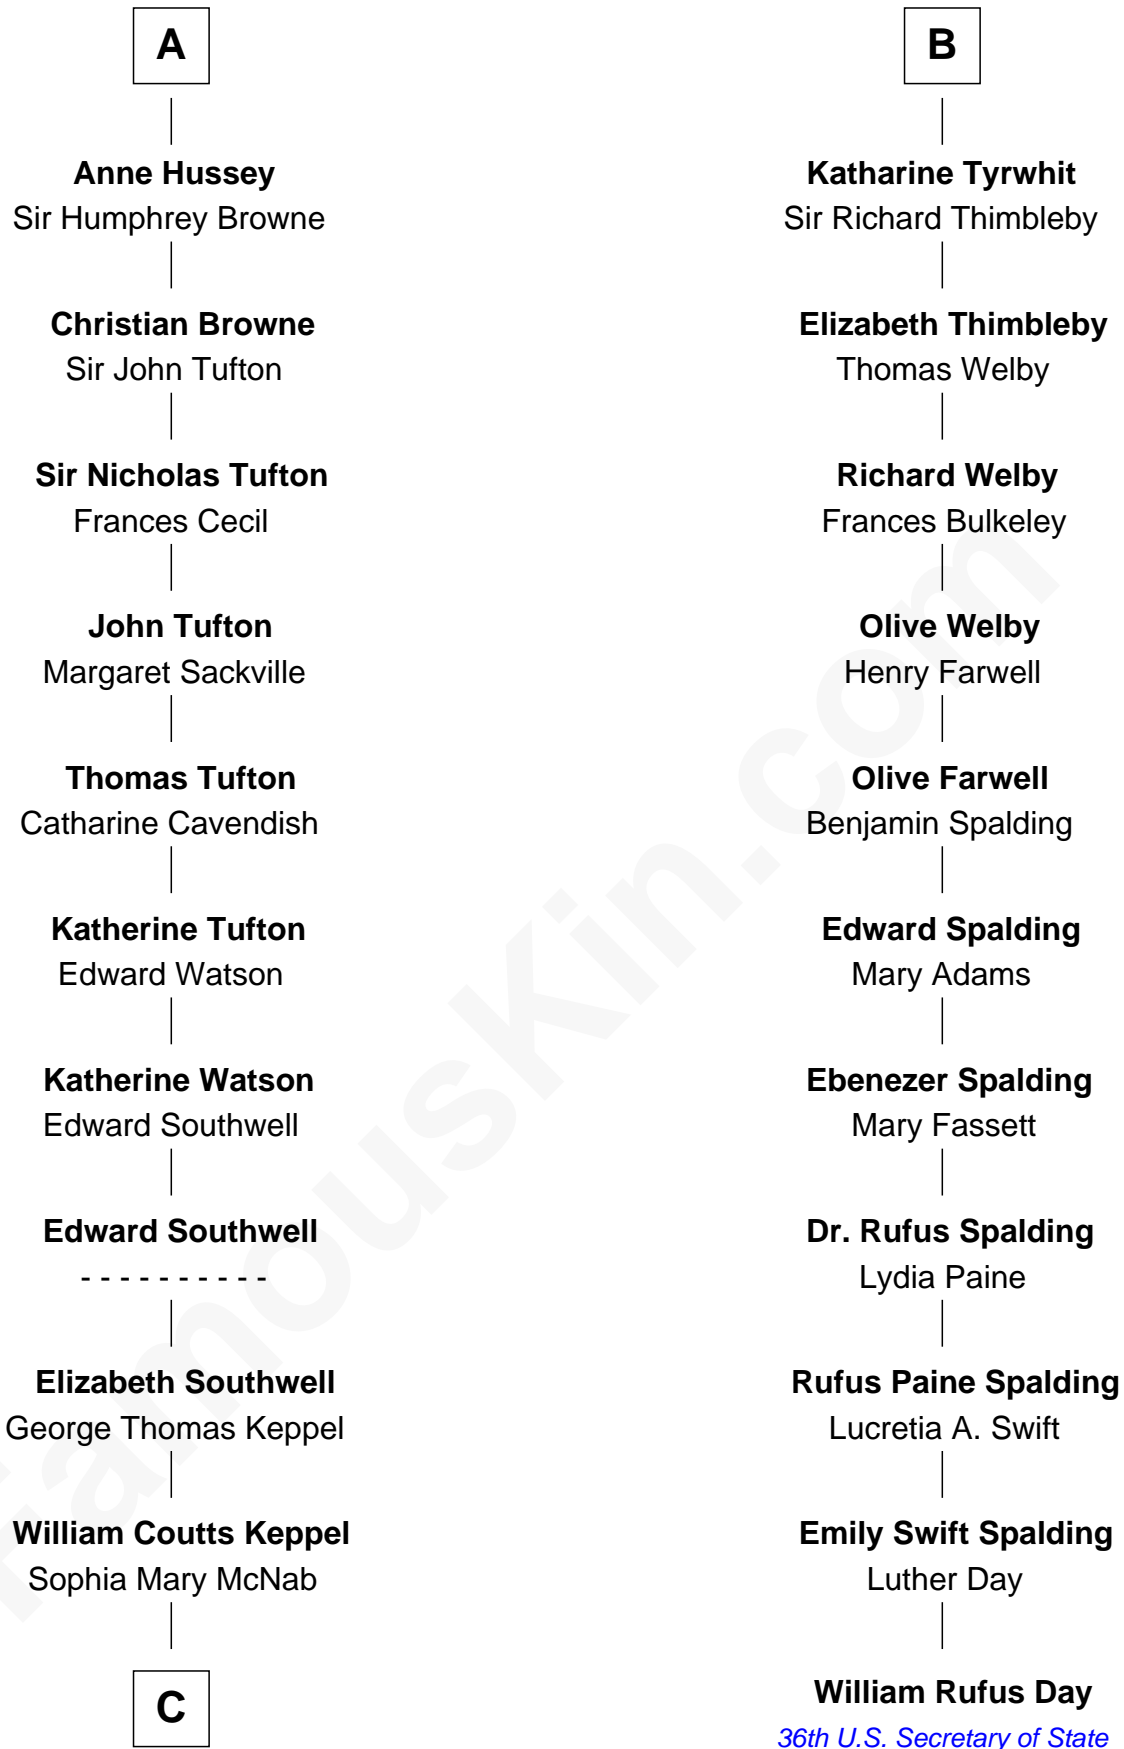 A
Anne Hussey
Sir Humphrey Browne
Christian Browne
Sir John Tufton
Sir Nicholas Tufton
Frances Cecil
John Tufton
Margaret Sackville
Thomas Tufton
Catharine Cavendish
Katherine Tufton
Edward Watson
Katherine Watson
Edward Southwell
Edward Southwell
- - - - - - - - - -
Elizabeth Southwell
George Thomas Keppel
William Coutts Keppel
Sophia Mary McNab
C
B
Katharine Tyrwhit
Sir Richard Thimbleby
Elizabeth Thimbleby
Thomas Welby
Richard Welby
Frances Bulkeley
Olive Welby
Henry Farwell
Olive Farwell
Benjamin Spalding
Edward Spalding
Mary Adams
Ebenezer Spalding
Mary Fassett
Dr. Rufus Spalding
Lydia Paine
Rufus Paine Spalding
Lucretia A. Swift
Emily Swift Spalding
Luther Day
William Rufus Day
36th U.S. Secretary of State
FamousKin.com